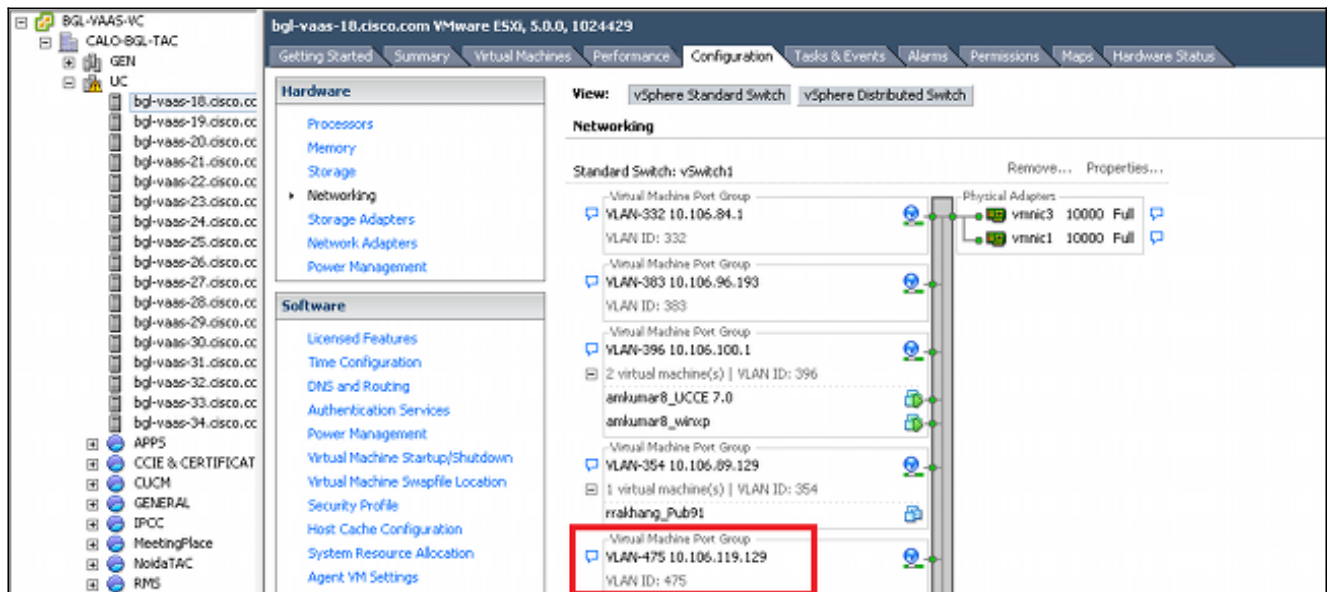 BGL-VAAS-VC
CALO-BGL-TAC
GEN
UC
bgl-vaas-18.cisco.cc
bgl-vaas-19.cisco.cc
bgl-vaas-20.cisco.cc
bgl-vaas-21.cisco.cc
bgl-vaas-22.cisco.cc
bgl-vaas-23.cisco.cc
bgl-vaas-24.cisco.cc
bgl-vaas-25.cisco.cc
bgl-vaas-26.cisco.cc
bgl-vaas-27.cisco.cc
bgl-vaas-28.cisco.cc
bgl-vaas-29.cisco.cc
bgl-vaas-30.cisco.cc
bgl-vaas-31.cisco.cc
bgl-vaas-32.cisco.cc
bgl-vaas-33.cisco.cc
bgl-vaas-34.cisco.cc
APPS
CCIE & CERTIFICAT
CUCM
GENERAL
IPCC
MeetingPlace
NoidaTAC
RMS
bgl-vaas-18.cisco.com VMware ESXi, 5.0.0, 1024429
Getting Started Summary Virtual Machines Performance Configuration Tasks & Events Alarms Permissions Maps Hardware Status
Hardware
Processors
Memory
Storage
Networking
Storage Adapters
Network Adapters
Power Management
Software
Licensed Features
Time Configuration
DNS and Routing
Authentication Services
Power Management
Virtual Machine Startup/Shutdown
Virtual Machine Swapfile Location
Security Profile
Host Cache Configuration
System Resource Allocation
Agent VM Settings
View: vSphere Standard Switch vSphere Distributed Switch
Networking
Standard Switch: vSwitch1 Remove... Properties...
Virtual Machine Port Group
VLAN-332 10.106.84.1
VLAN ID: 332
Physical Adapters
vmnic3 10000 Full
vmnic1 10000 Full
Virtual Machine Port Group
VLAN-383 10.106.96.193
VLAN ID: 383
Virtual Machine Port Group
VLAN-396 10.106.100.1
2 virtual machine(s) | VLAN ID: 396
amkumar8_UCCE 7.0
amkumar8_winxp
Virtual Machine Port Group
VLAN-354 10.106.89.129
1 virtual machine(s) | VLAN ID: 354
rrakhang_Pub91
Virtual Machine Port Group
VLAN-475 10.106.119.129
VLAN ID: 475